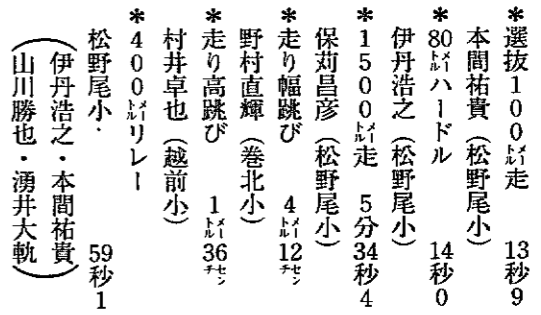 ＊選抜100㍍走　13秒9
本間祐貴（松野尾小）
＊80㍍ハードル　14秒0
伊丹浩之（松野尾小）
＊1500㍍走　5分34秒4
保苅昌彦（松野尾小）
＊走り幅跳び　4㍍12㌢
野村直輝（巻北小）
＊走り高跳び　1㍍36㌢
村井卓也（越前小）
＊400㍍リレー
松野尾小　59秒1
（伊丹浩之・本間祐貴
山川勝也・湧井大軌）